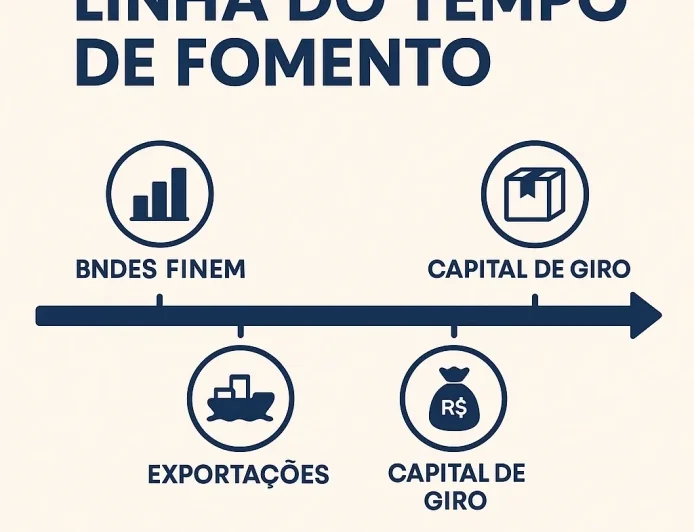 LINHA DO TEMPO
DE FOMENTO
BNDES FINEM
CAPITAL DE GIRO
R$
EXPORTAÇÕES
CAPITAL DE
GIRO